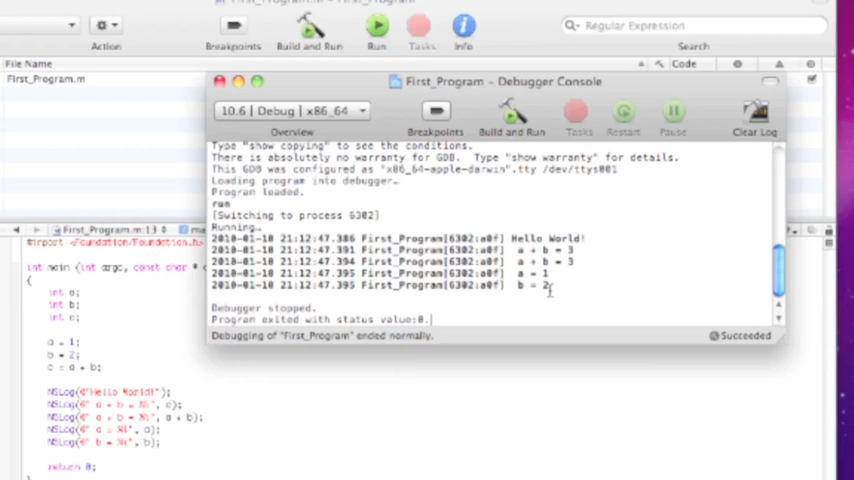 First_Program.m - First_Program
Action
Breakpoints
Build and Run
Run
Tasks
Info
Regular Expression
Search
File Name
Code
First_Program.m
First_Program – Debugger Console
10.6 | Debug | x86_64
Overview
Breakpoints
Build and Run
Tasks
Restart
Pause
Clear Log
Type "show copying" to see the conditions.
There is absolutely no warranty for GDB.  Type "show warranty" for details.
This GDB was configured as "x86_64-apple-darwin".tty /dev/ttys001
Loading program into debugger…
Program loaded.
run
[Switching to process 6302]
Running…
2010-01-10 21:12:47.386 First_Program[6302:a0f] Hello World!
2010-01-10 21:12:47.391 First_Program[6302:a0f]  a + b = 3
2010-01-10 21:12:47.394 First_Program[6302:a0f]  a + b = 3
2010-01-10 21:12:47.395 First_Program[6302:a0f]  a = 1
2010-01-10 21:12:47.395 First_Program[6302:a0f]  b = 2
Debugger stopped.
Program exited with status value:0.
Debugging of "First_Program" ended normally.
Succeeded
First_Program.m:13
#import <Foundation/Foundation.h>
int main (int argc, const char *
{
int a;
int b;
int c;
a = 1;
b = 2;
c = a + b;
NSLog(@"Hello World!");
NSLog(@" a + b = %i", c);
NSLog(@" a + b = %i", a + b);
NSLog(@" a = %i", a);
NSLog(@" b = %i", b);
return 0;